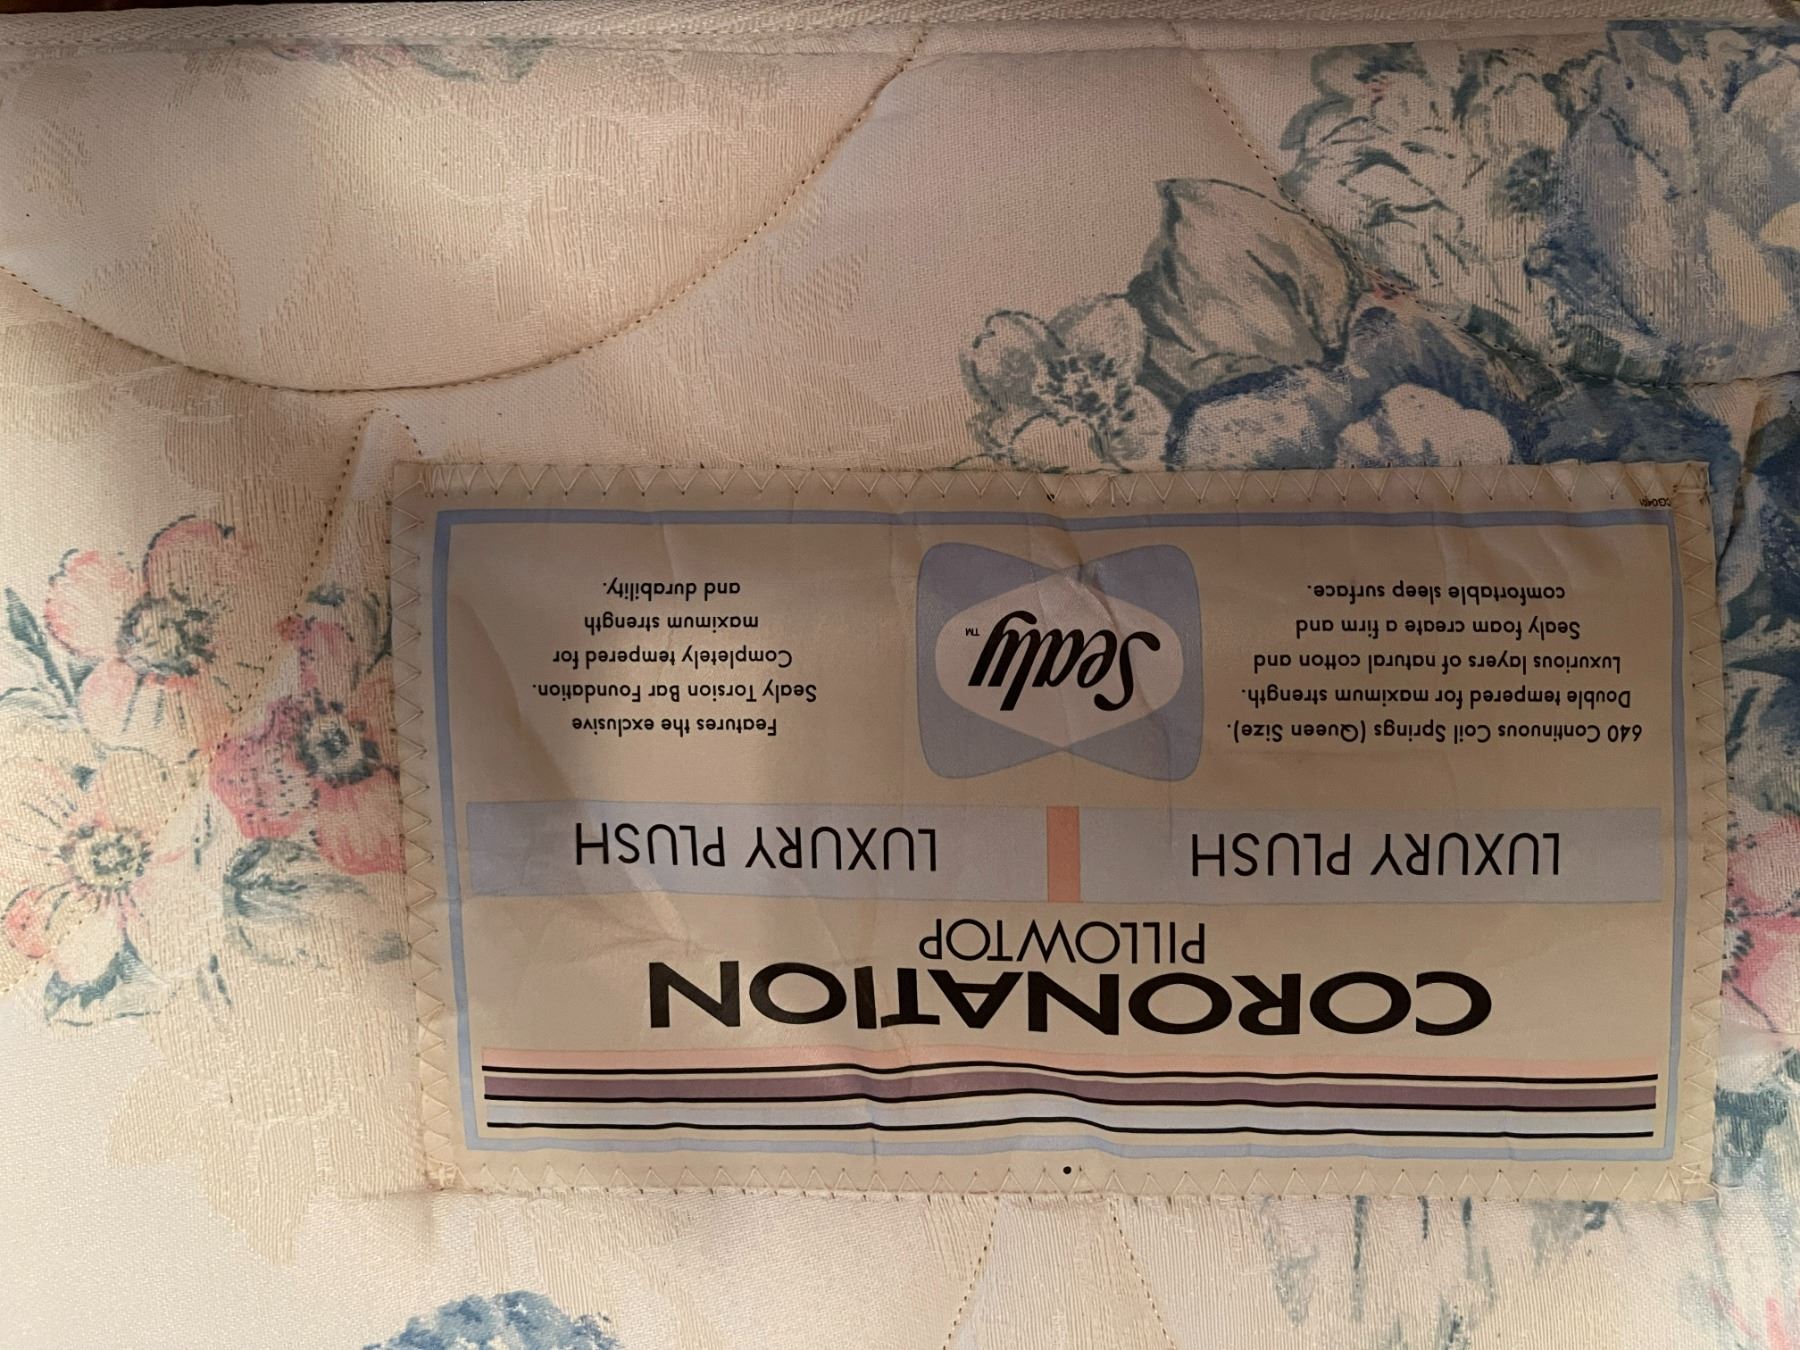 CORONATION
PILLOWTOP
LUXURY PLUSH
LUXURY PLUSH
640 Continuous Coil Springs (Queen Size).
Double tempered for maximum strength.
Luxurious layers of natural cotton and
Sealy foam create a firm and
comfortable sleep surface.
Sealy™
Features the exclusive
Sealy Torsion Bar Foundation.
Completely tempered for
maximum strength
and durability.